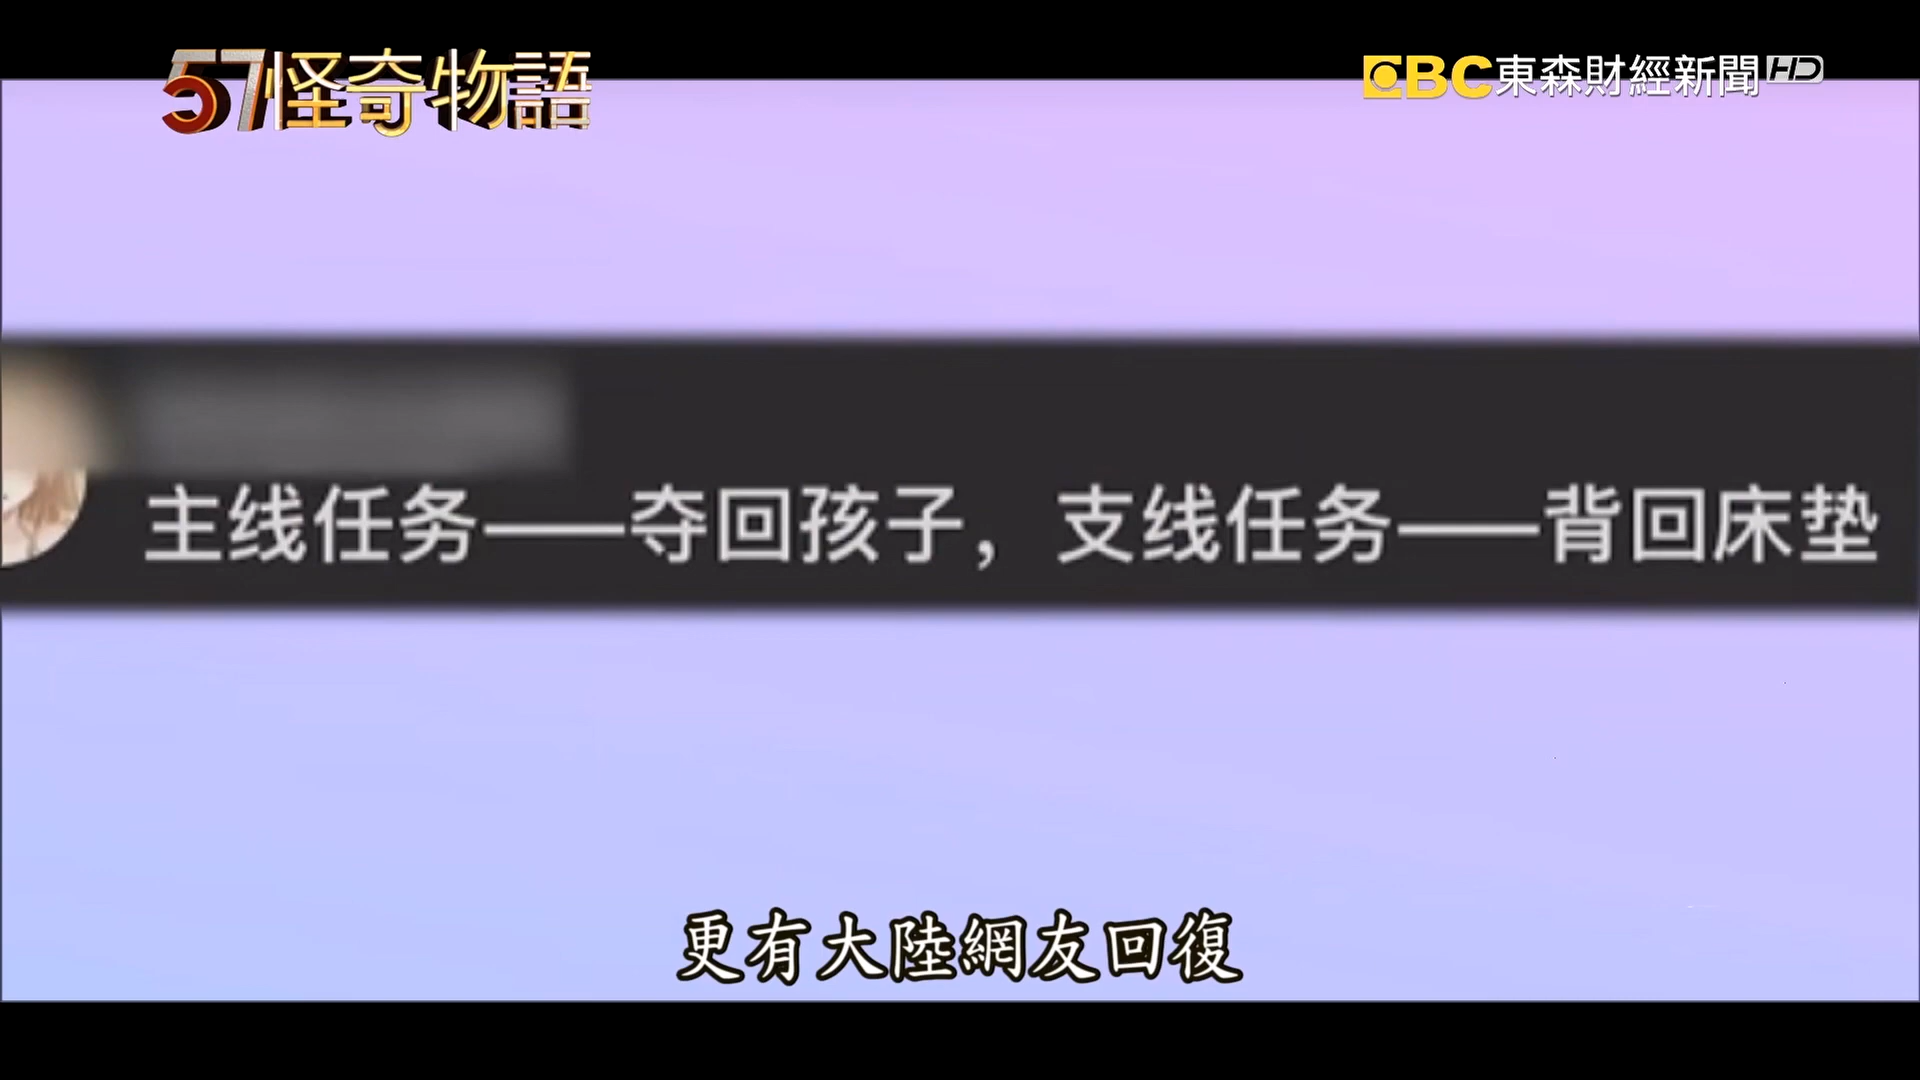 57怪奇物語
EBC東森財經新聞HD
主线任务——夺回孩子，支线任务——背回床垫
更有大陸網友回復